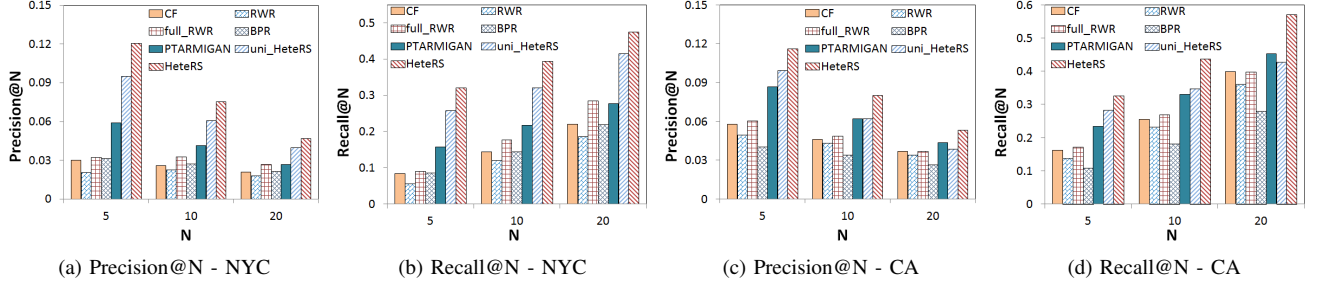 Precision@N
0.15
0.12
0.09
0.06
0.03
0
CF
RWR
full_RWR
BPR
PTARMIGAN
uni_HeteRS
HeteRS
5
10
20
N
(a) Precision@N - NYC
Recall@N
0.5
0.4
0.3
0.2
0.1
0
CF
RWR
full_RWR
BPR
PTARMIGAN
uni_HeteRS
HeteRS
5
10
20
N
(b) Recall@N - NYC
Precision@N
0.15
0.12
0.09
0.06
0.03
0
CF
RWR
full_RWR
BPR
PTARMIGAN
uni_HeteRS
HeteRS
5
10
20
N
(c) Precision@N - CA
Recall@N
0.6
0.5
0.4
0.3
0.2
0.1
0
CF
RWR
full_RWR
BPR
PTARMIGAN
uni_HeteRS
HeteRS
5
10
20
N
(d) Recall@N - CA